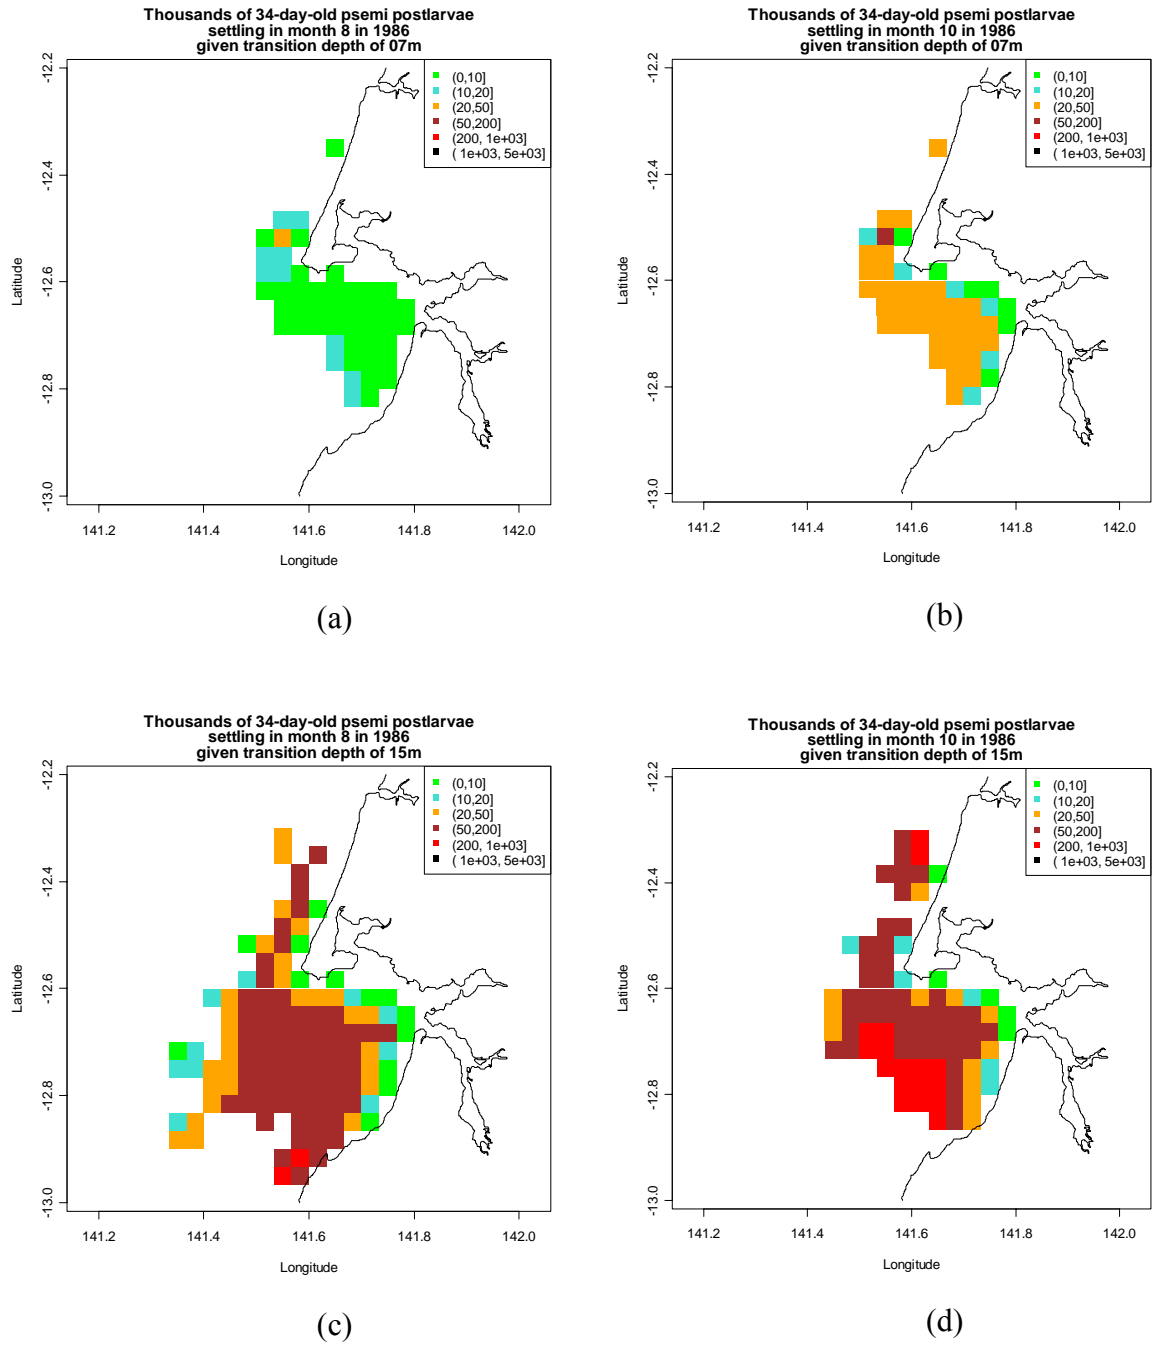 Thousands of 34-day-old psemi postlarvae
settling in month 8 in 1986
given transition depth of 07m
(0,10]
(10,20]
(20,50]
(50,200]
(200, 1e+03]
( 1e+03, 5e+03]
-12.2
-12.4
-12.6
-12.8
-13.0
Latitude
141.2 141.4 141.6 141.8 142.0
Longitude
(a)
Thousands of 34-day-old psemi postlarvae
settling in month 10 in 1986
given transition depth of 07m
(0,10]
(10,20]
(20,50]
(50,200]
(200, 1e+03]
( 1e+03, 5e+03]
-12.2
-12.4
-12.6
-12.8
-13.0
Latitude
141.2 141.4 141.6 141.8 142.0
Longitude
(b)
Thousands of 34-day-old psemi postlarvae
settling in month 8 in 1986
given transition depth of 15m
(0,10]
(10,20]
(20,50]
(50,200]
(200, 1e+03]
( 1e+03, 5e+03]
-12.2
-12.4
-12.6
-12.8
-13.0
Latitude
141.2 141.4 141.6 141.8 142.0
Longitude
(c)
Thousands of 34-day-old psemi postlarvae
settling in month 10 in 1986
given transition depth of 15m
(0,10]
(10,20]
(20,50]
(50,200]
(200, 1e+03]
( 1e+03, 5e+03]
-12.2
-12.4
-12.6
-12.8
-13.0
Latitude
141.2 141.4 141.6 141.8 142.0
Longitude
(d)